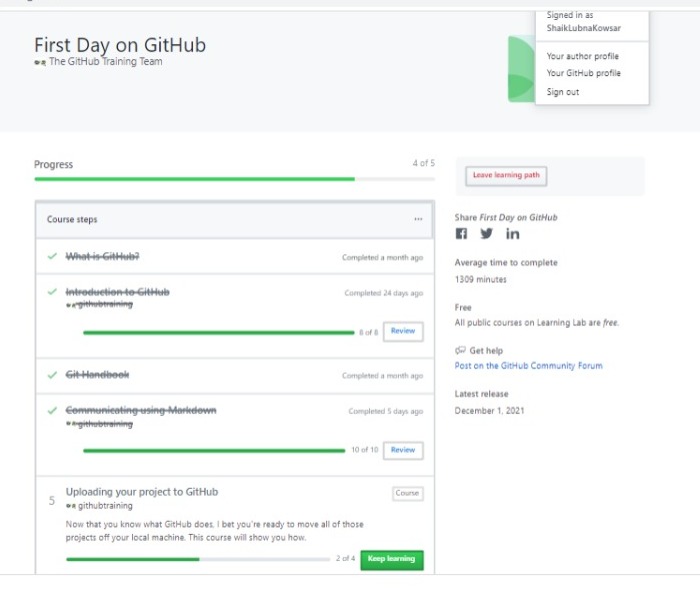 Signed in as
ShaikLubnaKowsar
Your author profile
Your GitHub profile
Sign out
First Day on GitHub
The GitHub Training Team
Progress
4 of 5
Course steps
...
What is GitHub?
Completed a month ago
Introduction to GitHub
Completed 24 days ago
githubtraining
8 of 8
Review
Git Handbook
Completed a month ago
Communicating using Markdown
Completed 5 days ago
githubtraining
10 of 10
Review
5
Uploading your project to GitHub
Course
githubtraining
Now that you know what GitHub does, I bet you're ready to move all of those
projects off your local machine. This course will show you how.
2 of 4
Keep learning
Leave learning path
Share First Day on GitHub
Average time to complete
1309 minutes
Free
All public courses on Learning Lab are free.
Get help
Post on the GitHub Community Forum
Latest release
December 1, 2021